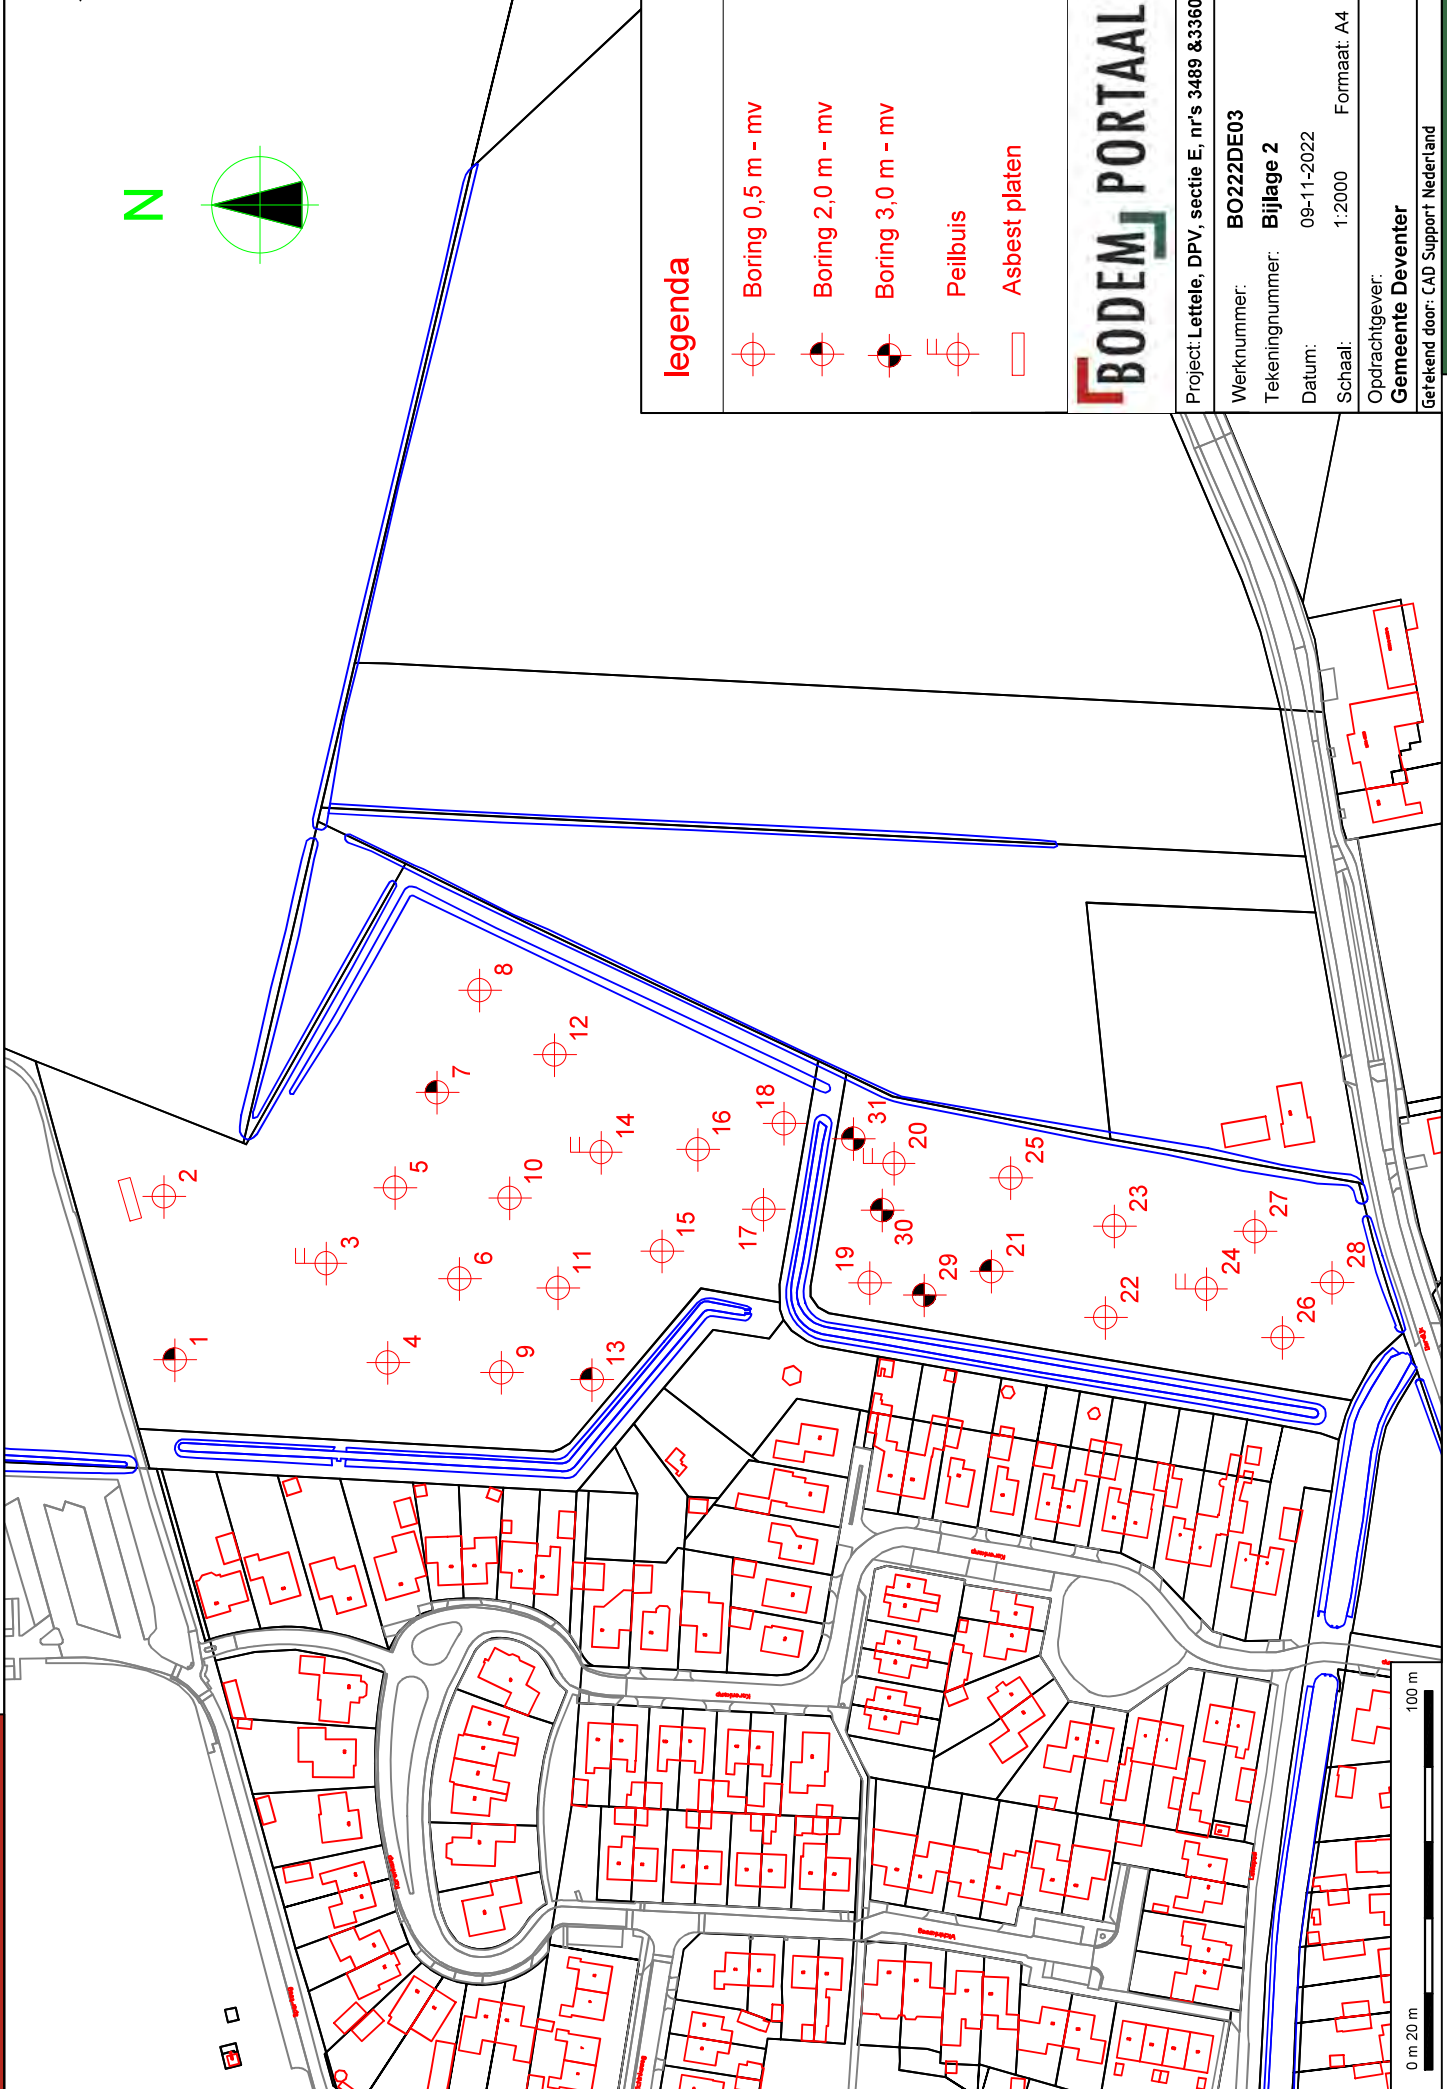 N
legenda
Boring 0,5 m - mv
Boring 2,0 m - mv
Boring 3,0 m - mv
Peilbuis
Asbest platen
BODEM PORTAAL
Project: Lettele, DPV, sectie E, nr's 3489 &3360
Werknummer: BO222DE03
Tekeningnummer: Bijlage 2
Datum: 09-11-2022
Schaal: 1:2000 Formaat: A4
Opdrachtgever:
Gemeente Deventer
Getekend door: CAD Support Nederland
1
2
3
4
5
6
7
8
9
10
11
12
13
14
15
16
17
18
19
20
21
22
23
24
25
26
27
28
29
30
31
0 m 20 m 100 m